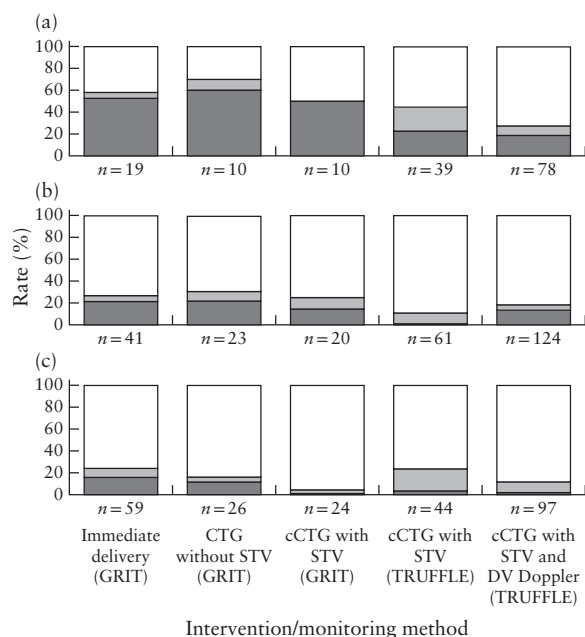 (a)
100
80
60
40
20
0
n=19 n=10 n=10 n=39 n=78
(b)
100
80
60
40
20
0
n=41 n=23 n=20 n=61 n=124
(c)
100
80
60
40
20
0
n=59 n=26 n=24 n=44 n=97
Rate (%)
Immediate
delivery
(GRIT)
CTG
without STV
(GRIT)
cCTG with
STV
(GRIT)
cCTG with
STV
(TRUFFLE)
cCTG with
STV and
DV Doppler
(TRUFFLE)
Intervention/monitoring method